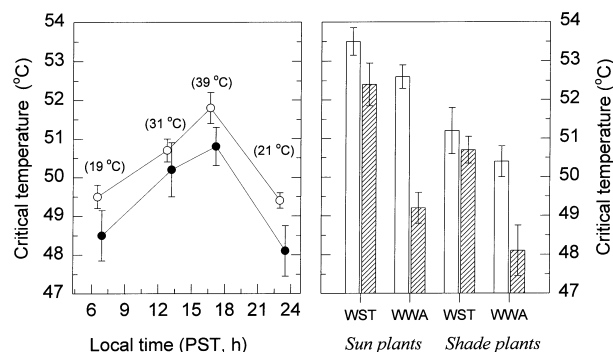 54
53
52
51
50
49
48
47
Critical temperature (°C)
(39 °C)
(31 °C)
(19 °C)
(21 °C)
6 9 12 15 18 21 24
Local time (PST, h)
WST WWA WST WWA
Sun plants Shade plants
54
53
52
51
50
49
48
47
Critical temperature (°C)